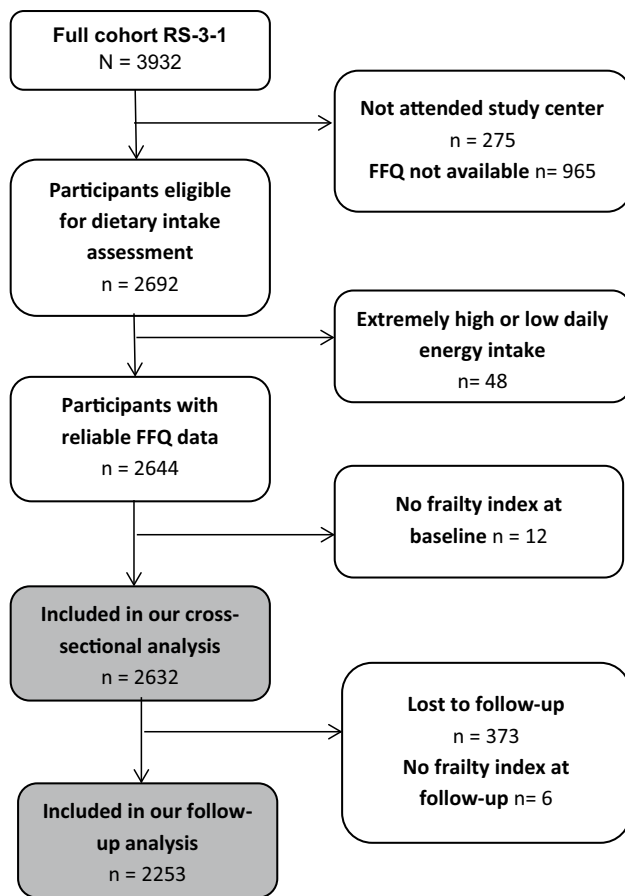 Full cohort RS-3-1
N = 3932
Not attended study center
n = 275
FFQ not available n= 965
Participants eligible
for dietary intake
assessment
n = 2692
Extremely high or low daily
energy intake
n= 48
Participants with
reliable FFQ data
n = 2644
No frailty index at
baseline n = 12
Included in our cross-
sectional analysis
n = 2632
Lost to follow-up
n = 373
No frailty index at
follow-up n= 6
Included in our follow-
up analysis
n = 2253